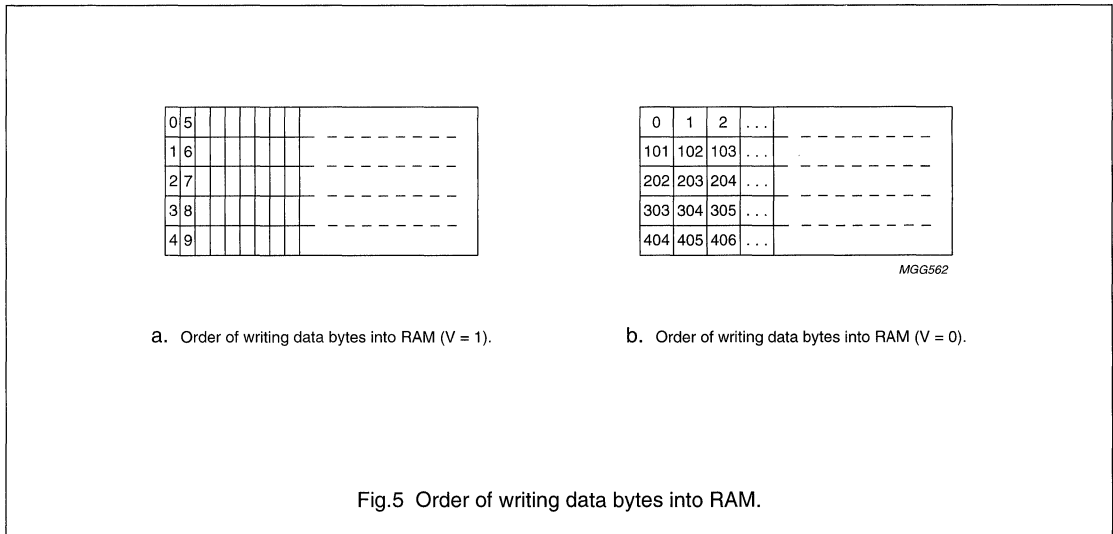 0 5
1 6
2 7
3 8
4 9
0 1 2 ...
101 102 103 ...
202 203 204 ...
303 304 305 ...
404 405 406 ...
MGG562
a. Order of writing data bytes into RAM (V = 1).
b. Order of writing data bytes into RAM (V = 0).
Fig.5 Order of writing data bytes into RAM.